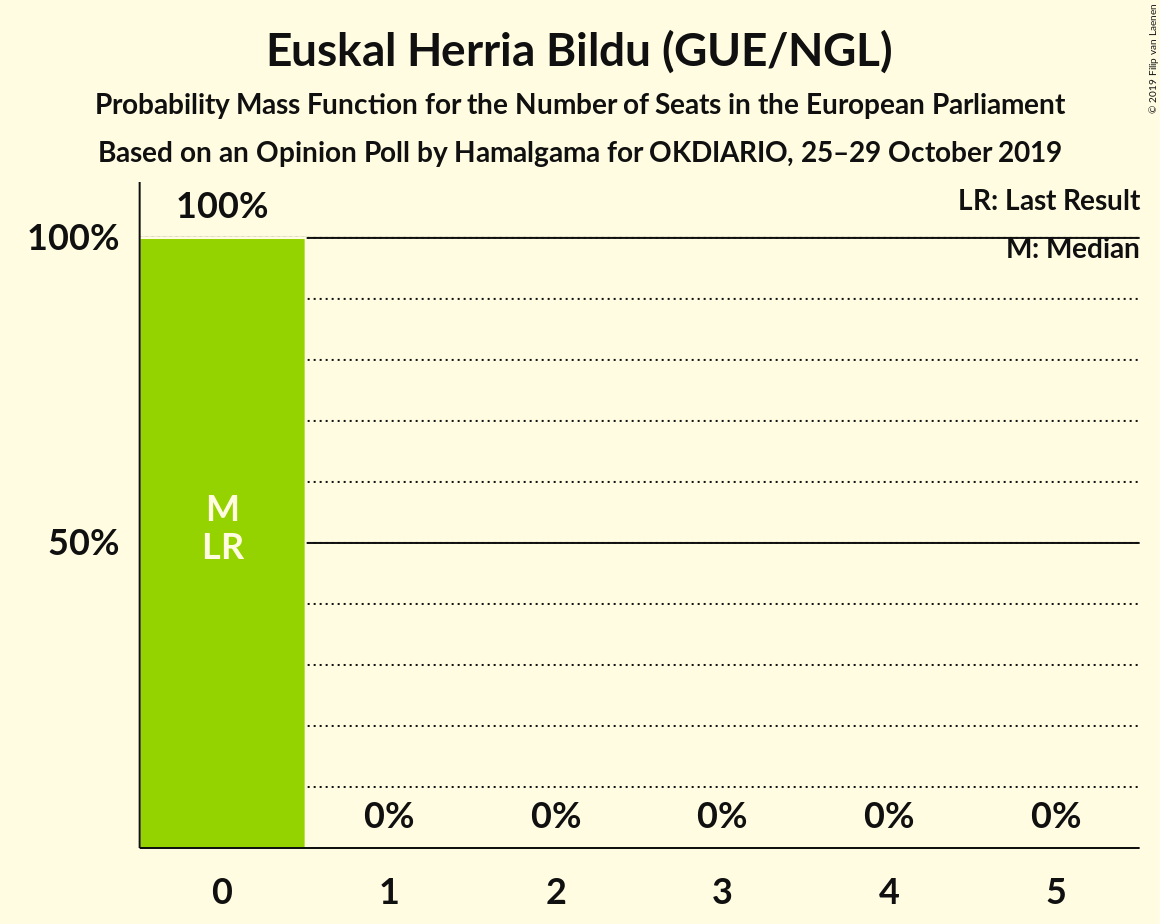 Euskal Herria Bildu (GUE/NGL)
Probability Mass Function for the Number of Seats in the European Parliament
Based on an Opinion Poll by Hamalgama for OKDIARIO, 25–29 October 2019
© 2019 Filip van Laenen
LR: Last Result
M: Median
100%
100%
50%
M
LR
0% 0% 0% 0% 0%
0 1 2 3 4 5